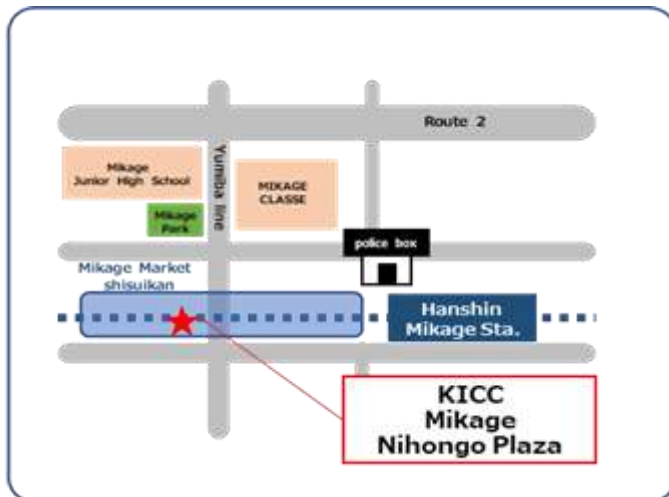 Route 2
Mikage
Junior High School
Yumiba line
MIKAGE
CLASSE
Mikage
Park
police box
Mikage Market
shisuikan
Hanshin
Mikage Sta.
KICC
Mikage
Nihongo Plaza